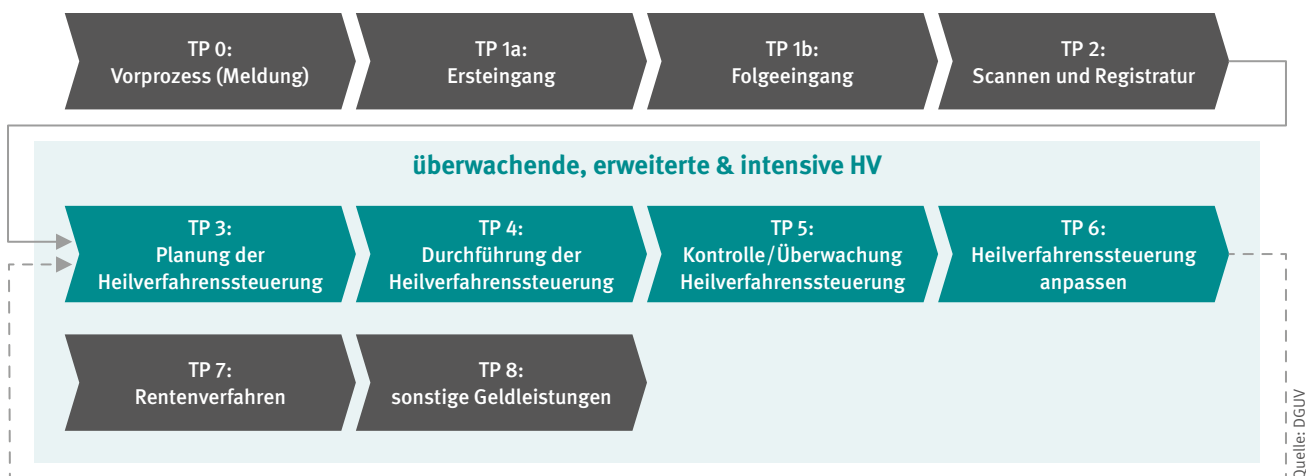 TP 0:
Vorprozess (Meldung)
TP 1a:
Ersteingang
TP 1b:
Folgeeingang
TP 2:
Scannen und Registratur
überwachende, erweiterte & intensive HV
TP 3:
Planung der
Heilverfahrenssteuerung
TP 4:
Durchführung der
Heilverfahrenssteuerung
TP 5:
Kontrolle/Überwachung
Heilverfahrenssteuerung
TP 6:
Heilverfahrenssteuerung
anpassen
TP 7:
Rentenverfahren
TP 8:
sonstige Geldleistungen
Quelle: DGUV